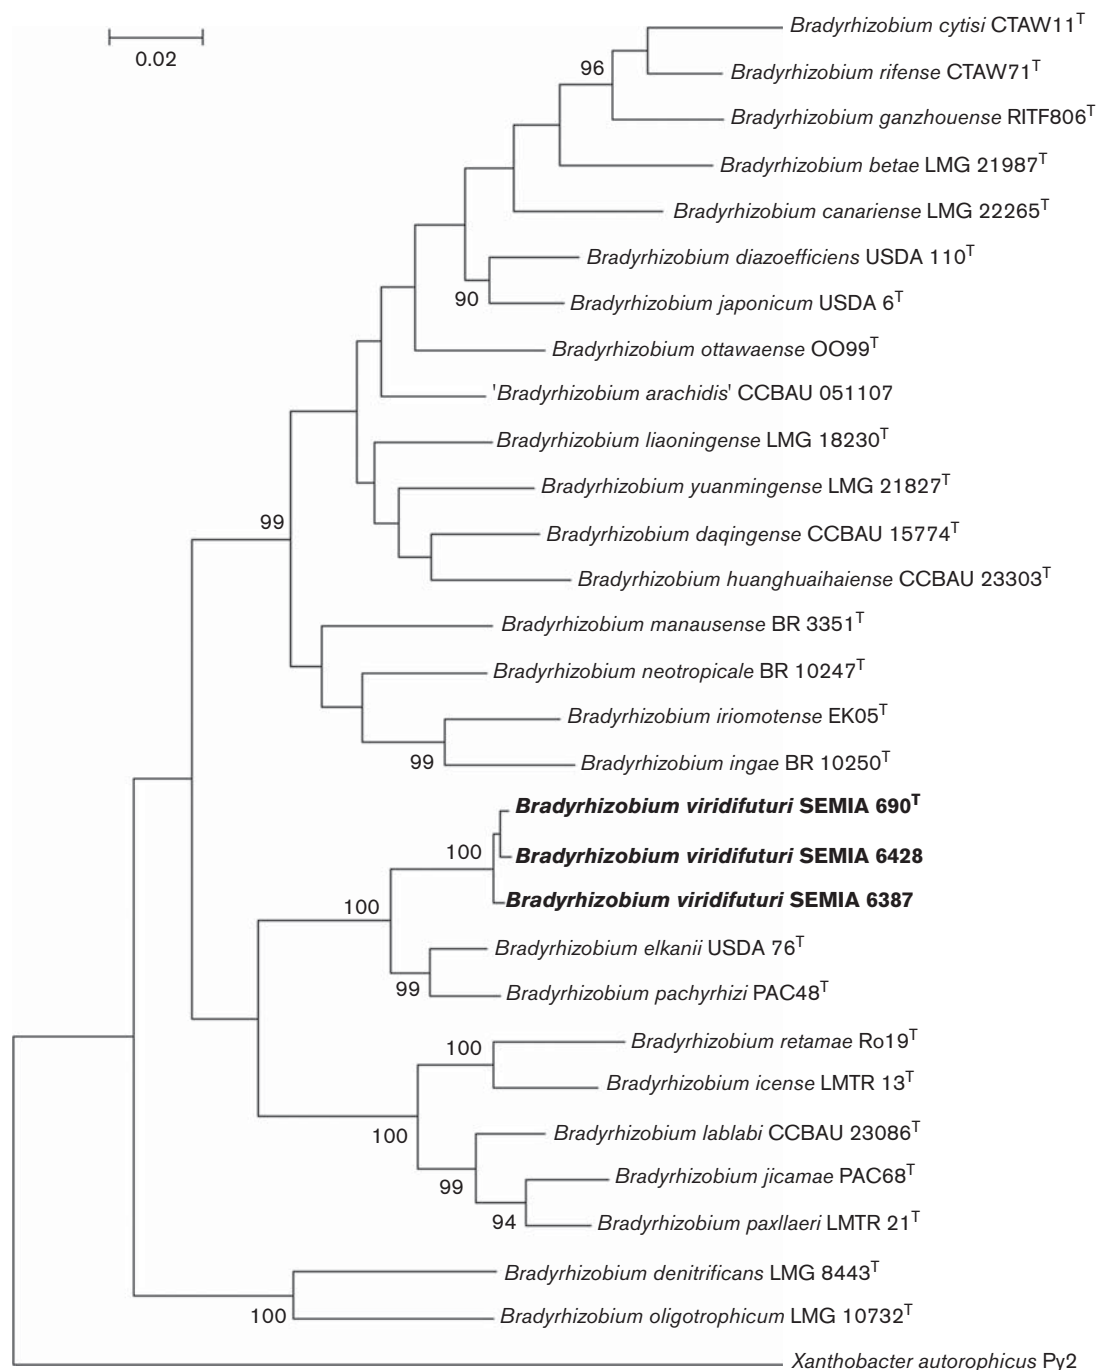 Bradyrhizobium cytisi CTAW11T
0.02
96
Bradyrhizobium rifense CTAW71T
Bradyrhizobium ganzhouense RITF806T
Bradyrhizobium betae LMG 21987T
Bradyrhizobium canariense LMG 22265T
Bradyrhizobium diazoefficiens USDA 110T
90
Bradyrhizobium japonicum USDA 6T
Bradyrhizobium ottawaense OO99T
'Bradyrhizobium arachidis' CCBAU 051107
Bradyrhizobium liaoningense LMG 18230T
Bradyrhizobium yuanmingense LMG 21827T
99
Bradyrhizobium daqingense CCBAU 15774T
Bradyrhizobium huanghuaihaiense CCBAU 23303T
Bradyrhizobium manausense BR 3351T
Bradyrhizobium neotropicale BR 10247T
Bradyrhizobium iriomotense EK05T
99
Bradyrhizobium ingae BR 10250T
Bradyrhizobium viridifuturi SEMIA 690T
100
Bradyrhizobium viridifuturi SEMIA 6428
100
Bradyrhizobium viridifuturi SEMIA 6387
Bradyrhizobium elkanii USDA 76T
99
Bradyrhizobium pachyrhizi PAC48T
100
Bradyrhizobium retamae Ro19T
Bradyrhizobium icense LMTR 13T
100
Bradyrhizobium lablabi CCBAU 23086T
99
Bradyrhizobium jicamae PAC68T
94
Bradyrhizobium paxllaeri LMTR 21T
Bradyrhizobium denitrificans LMG 8443T
100
Bradyrhizobium oligotrophicum LMG 10732T
Xanthobacter autorophicus Py2